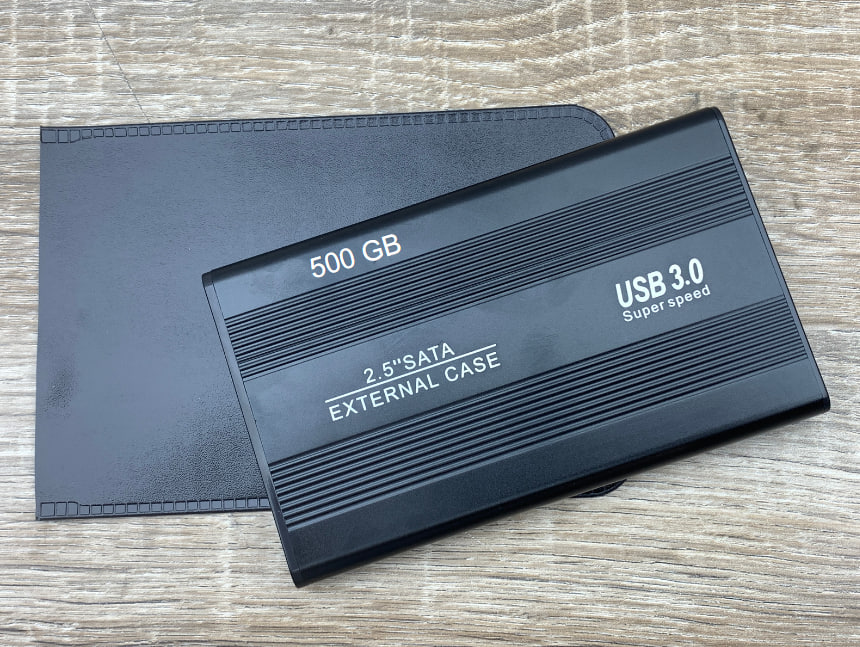 500 GB
USB 3.0
Super speed
2.5"SATA
EXTERNAL CASE